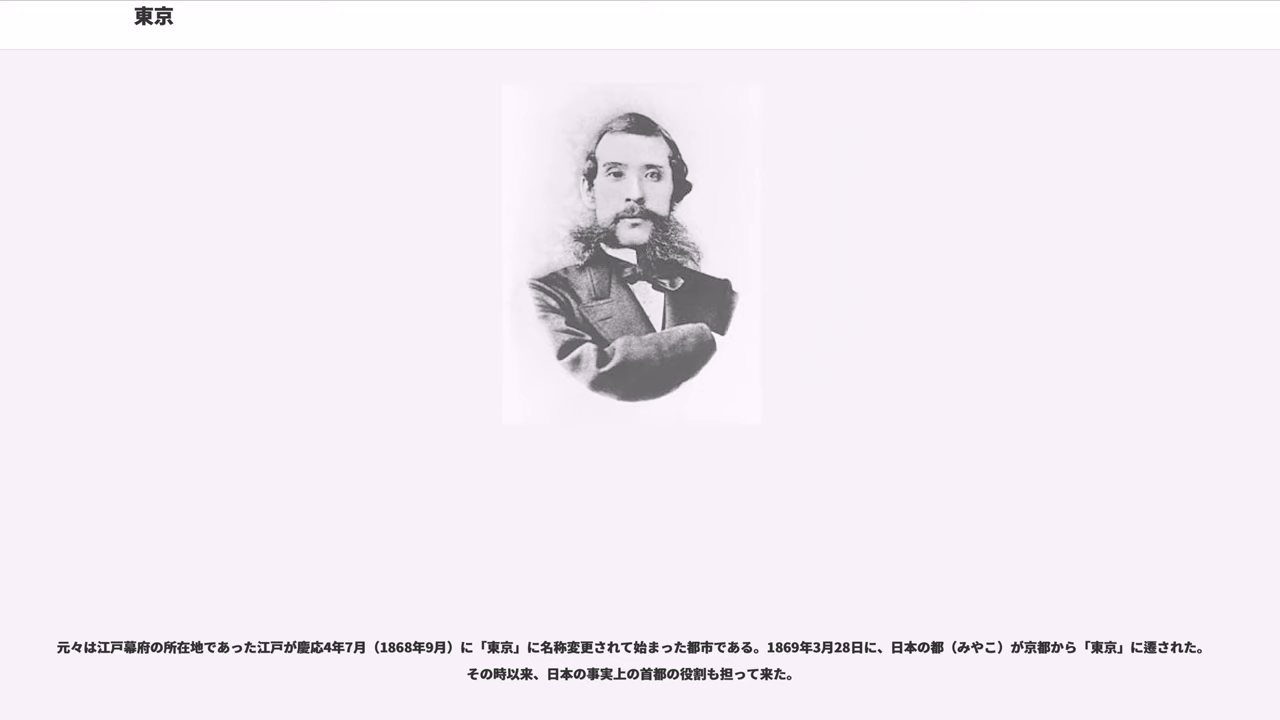 東京
元々は江戸幕府の所在地であった江戸が慶応4年7月（1868年9月）に「東京」に名称変更されて始まった都市である。1869年3月28日に、日本の都（みやこ）が京都から「東京」に遷された。
その時以来、日本の事実上の首都の役割も担って来た。